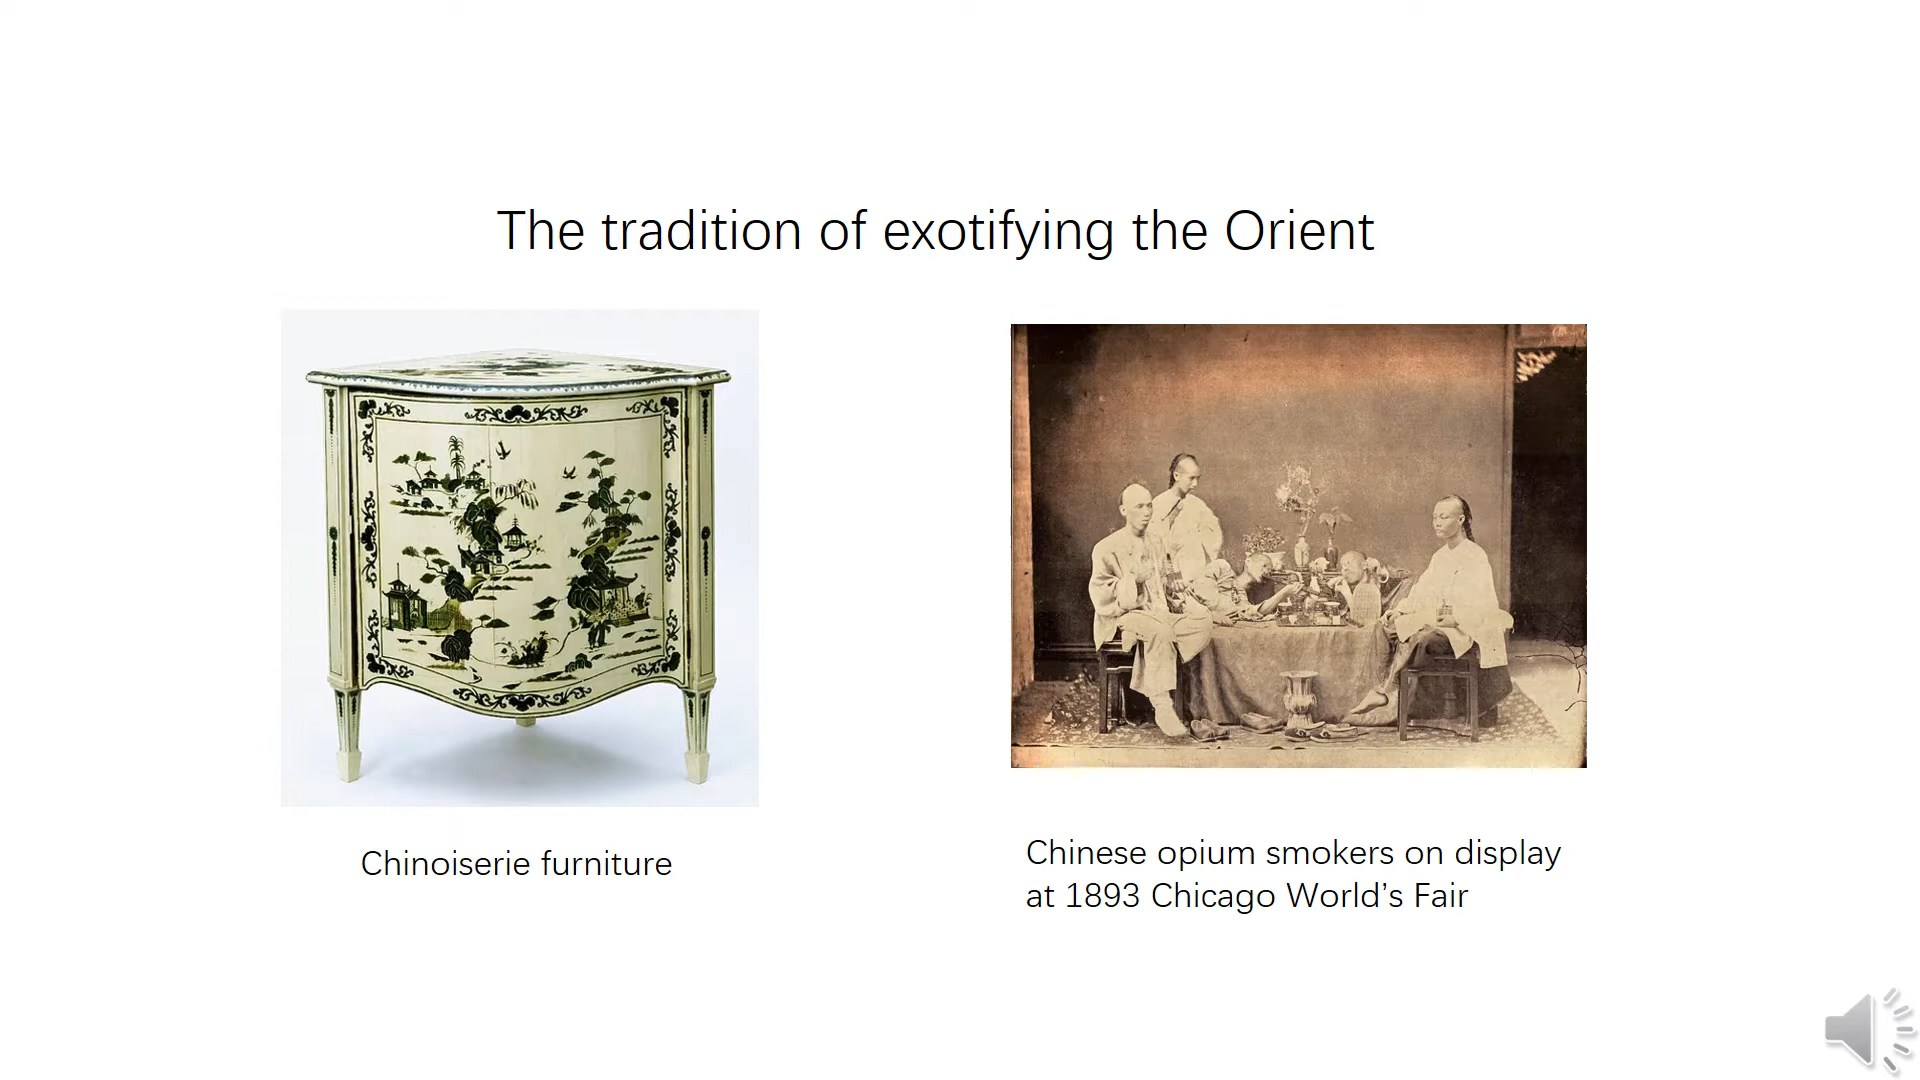 The tradition of exotifying the Orient
Chinoiserie furniture
Chinese opium smokers on display
at 1893 Chicago World’s Fair